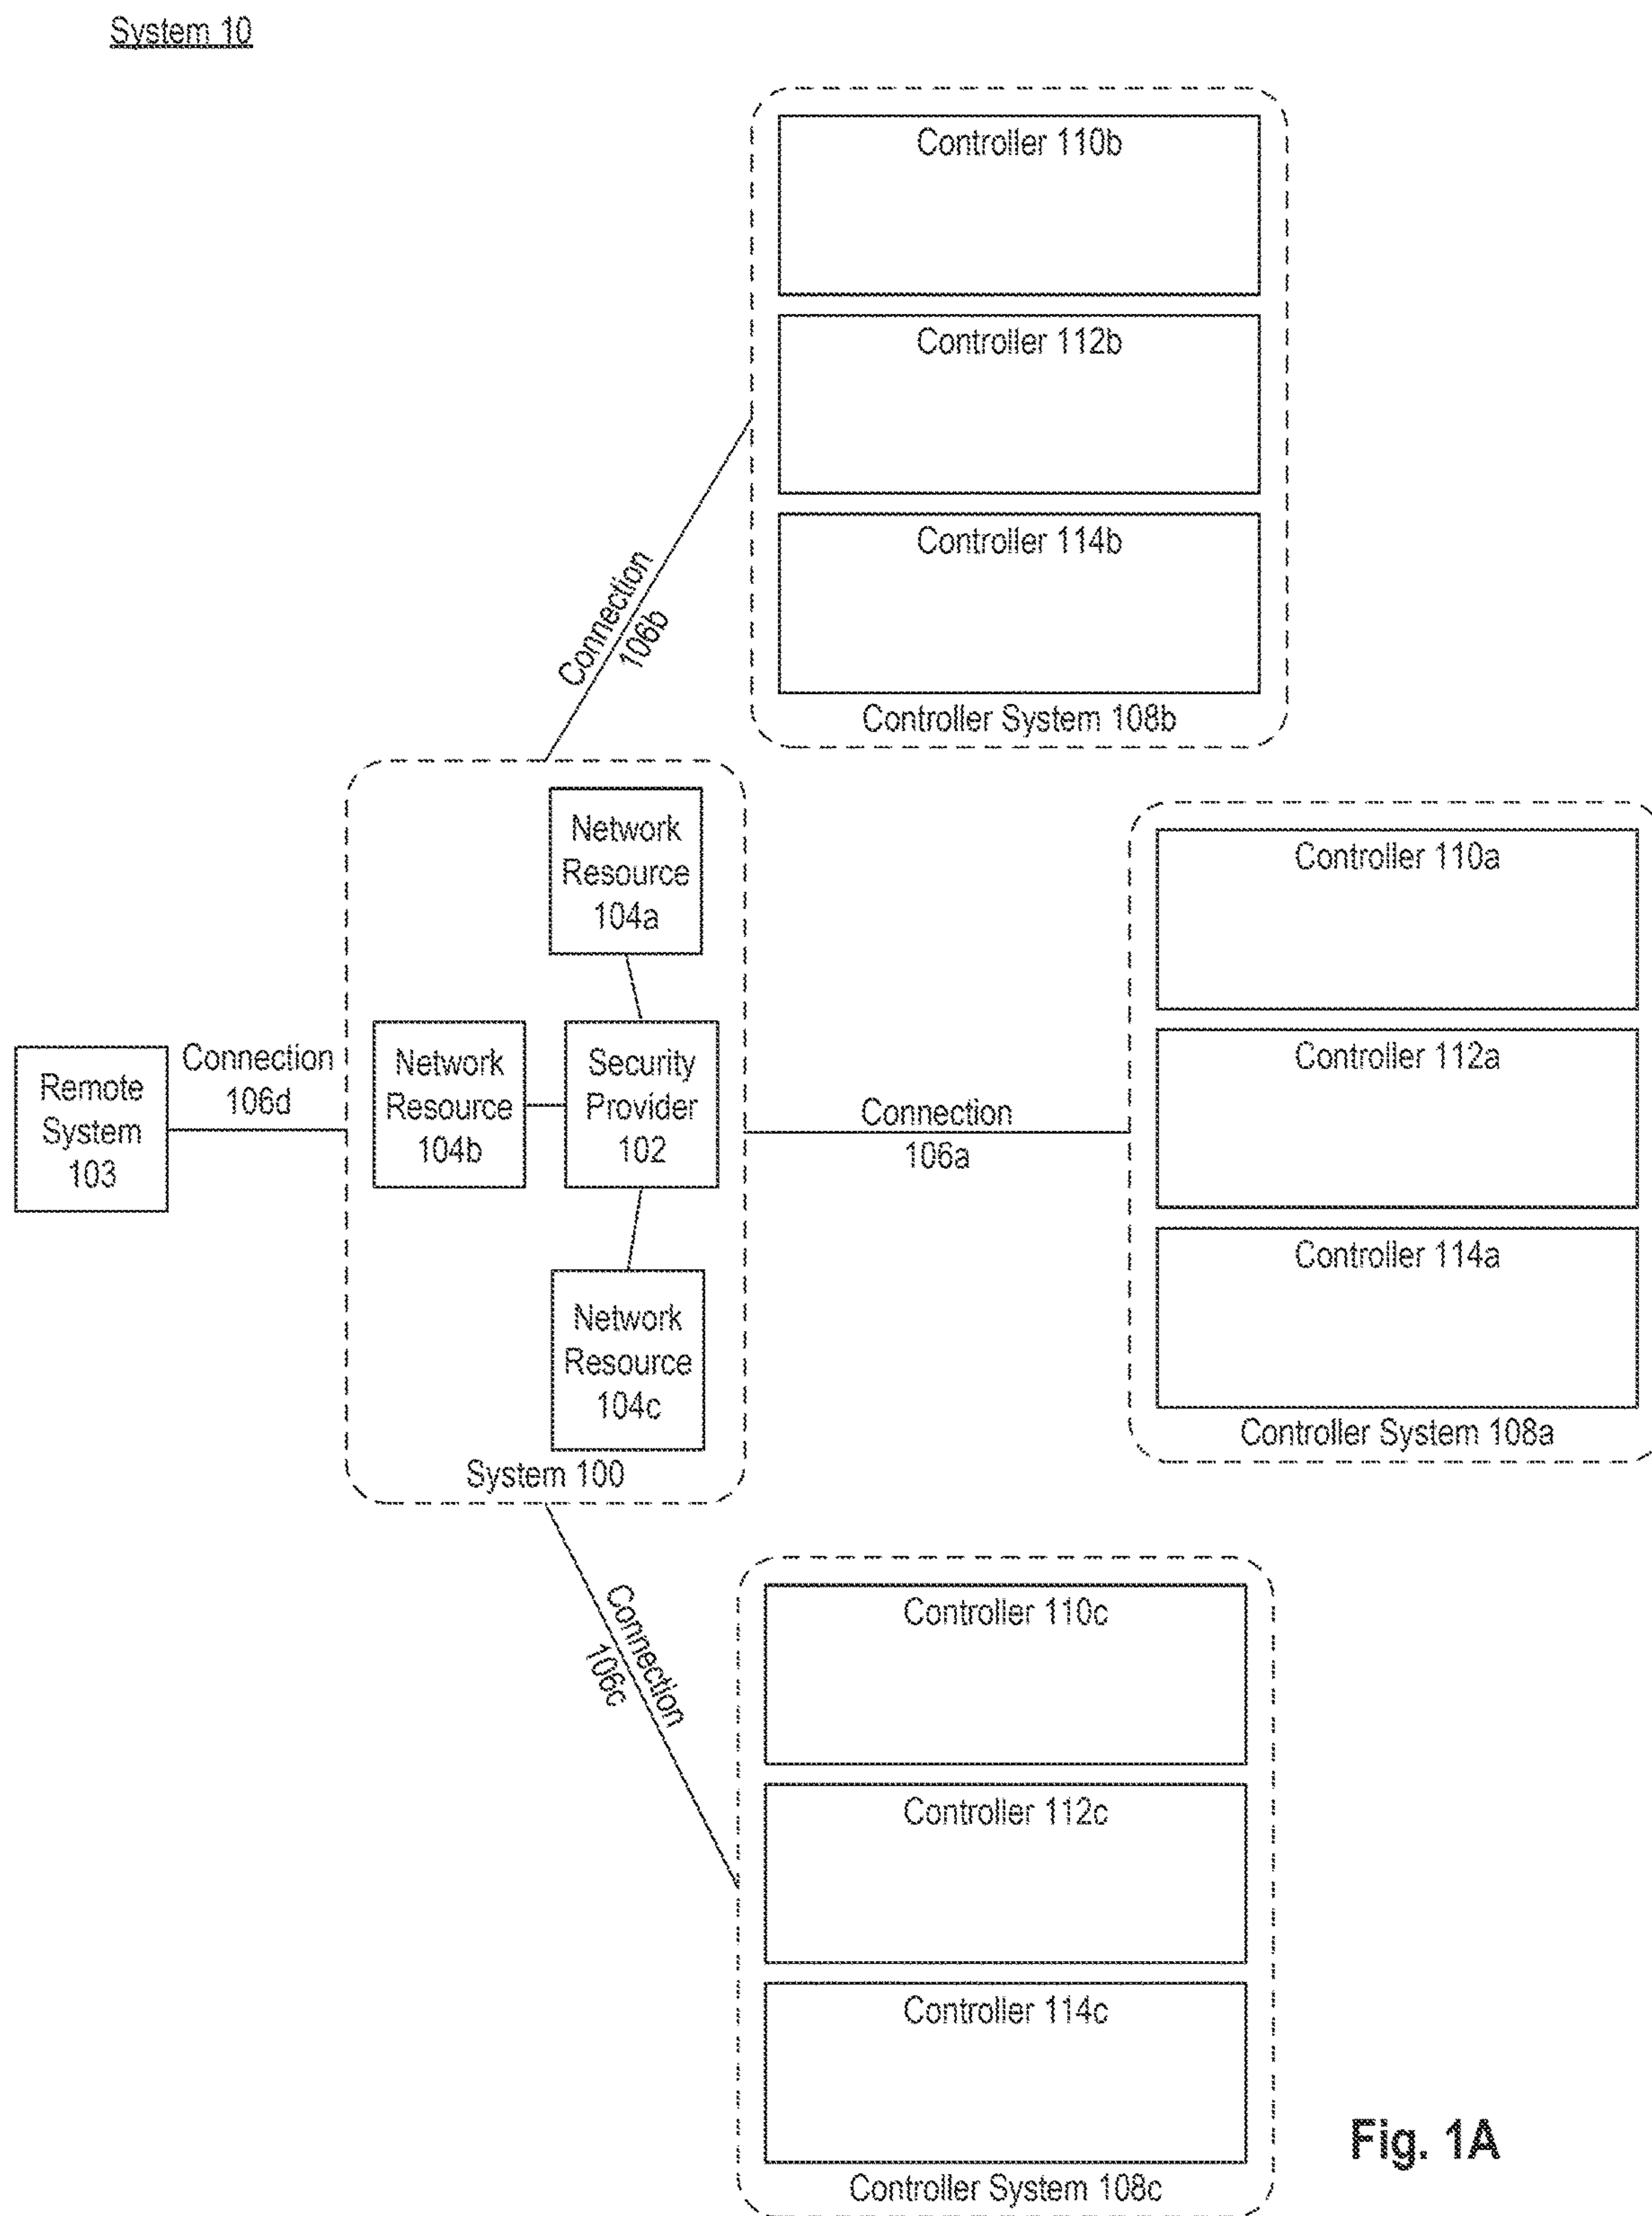 System 10
Controller 110b
Controller 112b
Controller 114b
Controller System 108b
Connection
106b
Network
Resource
104a
Network
Resource
104b
Security
Provider
102
Network
Resource
104c
System 100
Remote
System
103
Connection
106d
Connection
106a
Controller 110a
Controller 112a
Controller 114a
Controller System 108a
Connection
106c
Controller 110c
Controller 112c
Controller 114c
Controller System 108c
Fig. 1A